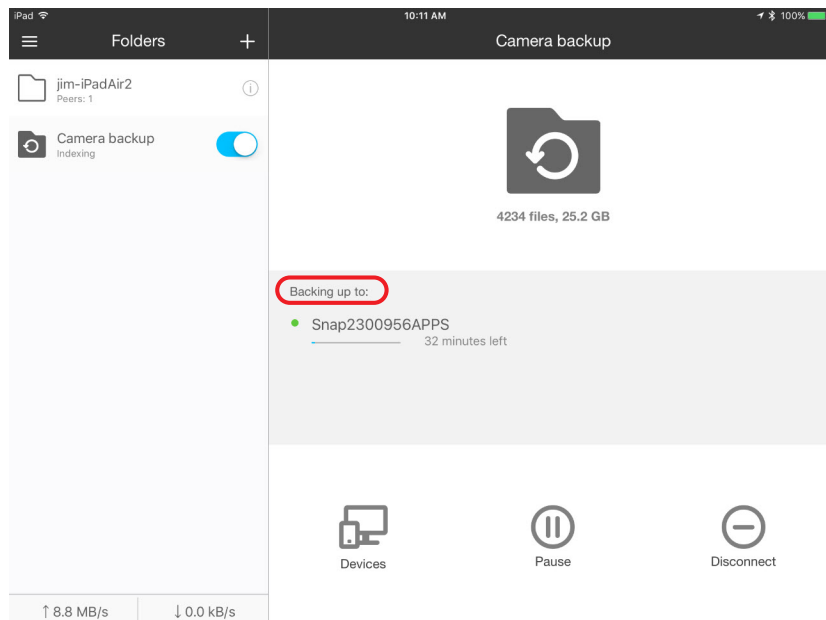 iPad 10:11 AM 100%
Folders + Camera backup
jim-iPadAir2
Peers: 1
Camera backup
Indexing
4234 files, 25.2 GB
Backing up to:
Snap2300956APPS
32 minutes left
Devices Pause Disconnect
↑ 8.8 MB/s ↓ 0.0 kB/s